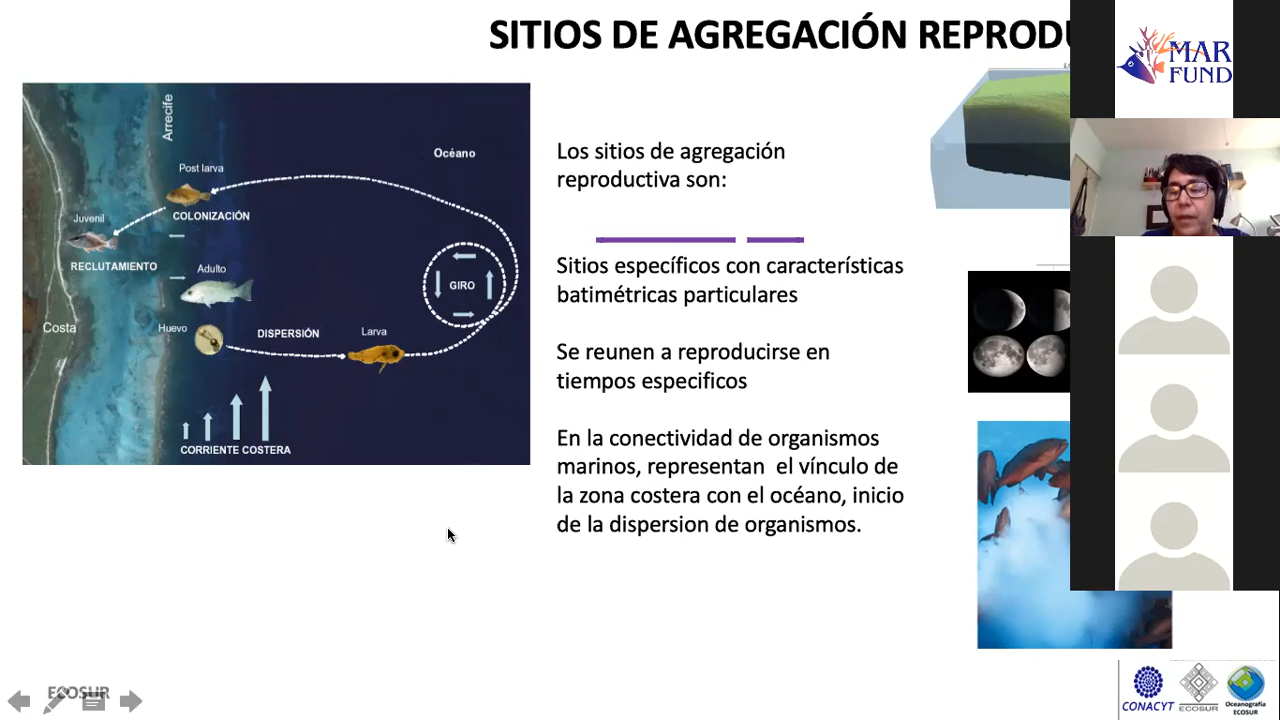 SITIOS DE AGREGACIÓN REPRODU
MAR
FUND
Arrecife
Océano
Post larva
COLONIZACIÓN
Juvenil
RECLUTAMIENTO
Adulto
GIRO
Costa
Huevo
DISPERSIÓN
Larva
CORRIENTE COSTERA
Los sitios de agregación
reproductiva son:
Sitios específicos con características
batimétricas particulares
Se reunen a reproducirse en
tiempos especificos
En la conectividad de organismos
marinos, representan el vínculo de
la zona costera con el océano, inicio
de la dispersion de organismos.
ECOSUR
CONACYT
ECOSUR
Oceanografía
ECOSUR